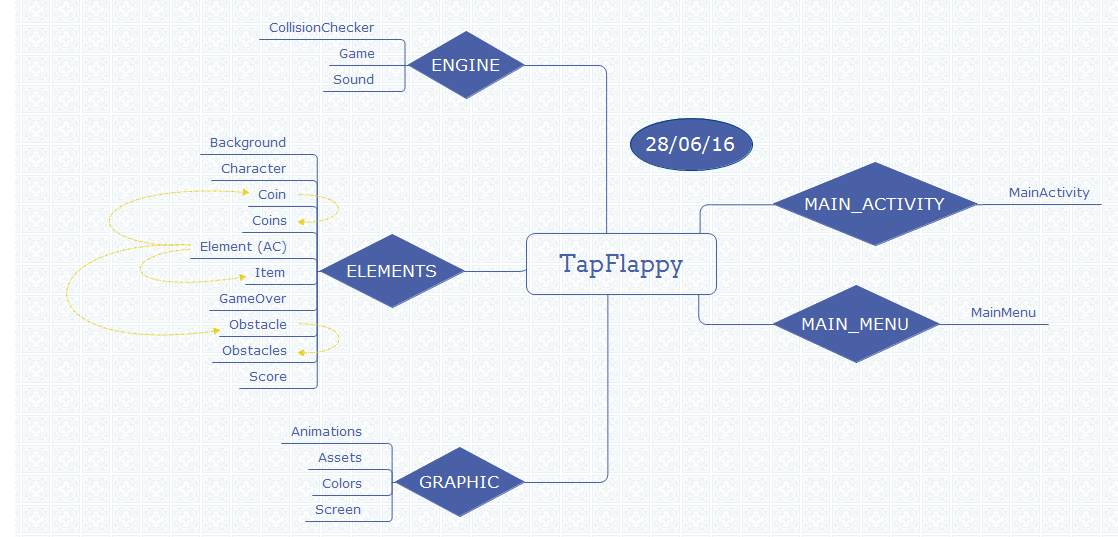 CollisionChecker
Game
Sound
ENGINE
28/06/16
Background
Character
Coin
Coins
Element (AC)
Item
GameOver
Obstacle
Obstacles
Score
ELEMENTS
TapFlappy
MAIN_ACTIVITY
MainActivity
MAIN_MENU
MainMenu
Animations
Assets
Colors
Screen
GRAPHIC